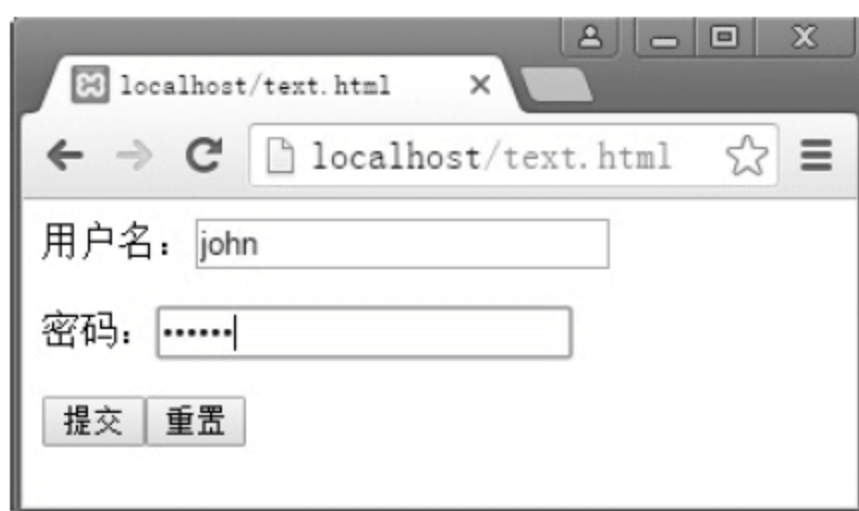 localhost/text.html
localhost/text.html
用户名：john
密码：••••••
提交 重置